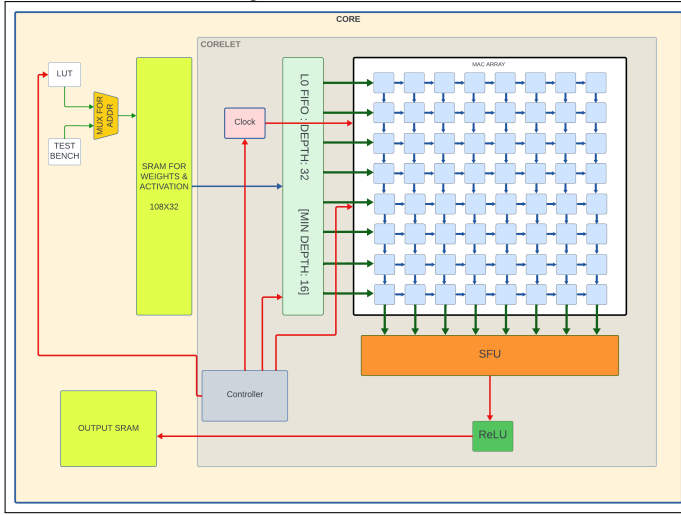 CORE
CORELET
LUT
MUX FOR
ADDR
TEST
BENCH
SRAM FOR
WEIGHTS &
ACTIVATION
108X32
Clock
L0 FIFO : DEPTH: 32
[MIN DEPTH: 16]
MAC ARRAY
SFU
Controller
ReLU
OUTPUT SRAM